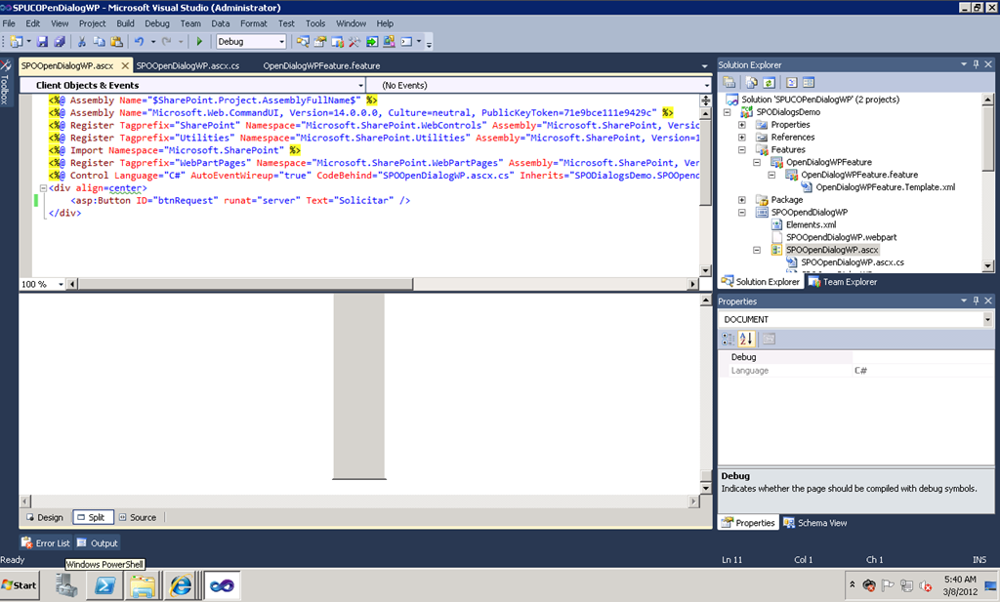 SPUCOPenDialogWP - Microsoft Visual Studio (Administrator)
File Edit View Project Build Debug Team Data Format Test Tools Window Help
Debug
SPOOpenDialogWP.ascx SPOOpenDialogWP.ascx.cs OpenDialogWPFeature.feature
Toolbox
Client Objects & Events (No Events)
<%@ Assembly Name="$SharePoint.Project.AssemblyFullName$" %>
<%@ Assembly Name="Microsoft.Web.CommandUI, Version=14.0.0.0, Culture=neutral, PublicKeyToken=71e9bce111e9429c" %>
<%@ Register Tagprefix="SharePoint" Namespace="Microsoft.SharePoint.WebControls" Assembly="Microsoft.SharePoint, Versic
<%@ Register Tagprefix="Utilities" Namespace="Microsoft.SharePoint.Utilities" Assembly="Microsoft.SharePoint, Version=1
<%@ Import Namespace="Microsoft.SharePoint" %>
<%@ Register Tagprefix="WebPartPages" Namespace="Microsoft.SharePoint.WebPartPages" Assembly="Microsoft.SharePoint, Ver
<%@ Control Language="C#" AutoEventWireup="true" CodeBehind="SPOOpenDialogWP.ascx.cs" Inherits="SPODialogsDemo.SPOOpenc
<div align=center>
<asp:Button ID="btnRequest" runat="server" Text="Solicitar" />
</div>
100 %
Design Split Source
Error List Output
Solution Explorer
Solution 'SPUCOPenDialogWP' (2 projects)
SPODialogsDemo
Properties
References
Features
OpenDialogWPFeature
OpenDialogWPFeature.feature
OpenDialogWPFeature.Template.xml
Package
SPOOpendDialogWP
Elements.xml
SPOOpendDialogWP.webpart
SPOOpenDialogWP.ascx
SPOOpenDialogWP.ascx.cs
Solution Explorer Team Explorer
Properties
DOCUMENT
Debug
Language C#
Debug
Indicates whether the page should be compiled with debug symbols.
Properties Schema View
Ready Ln 11 Col 1 Ch 1 INS
Windows PowerShell
Start
5:40 AM
3/8/2012